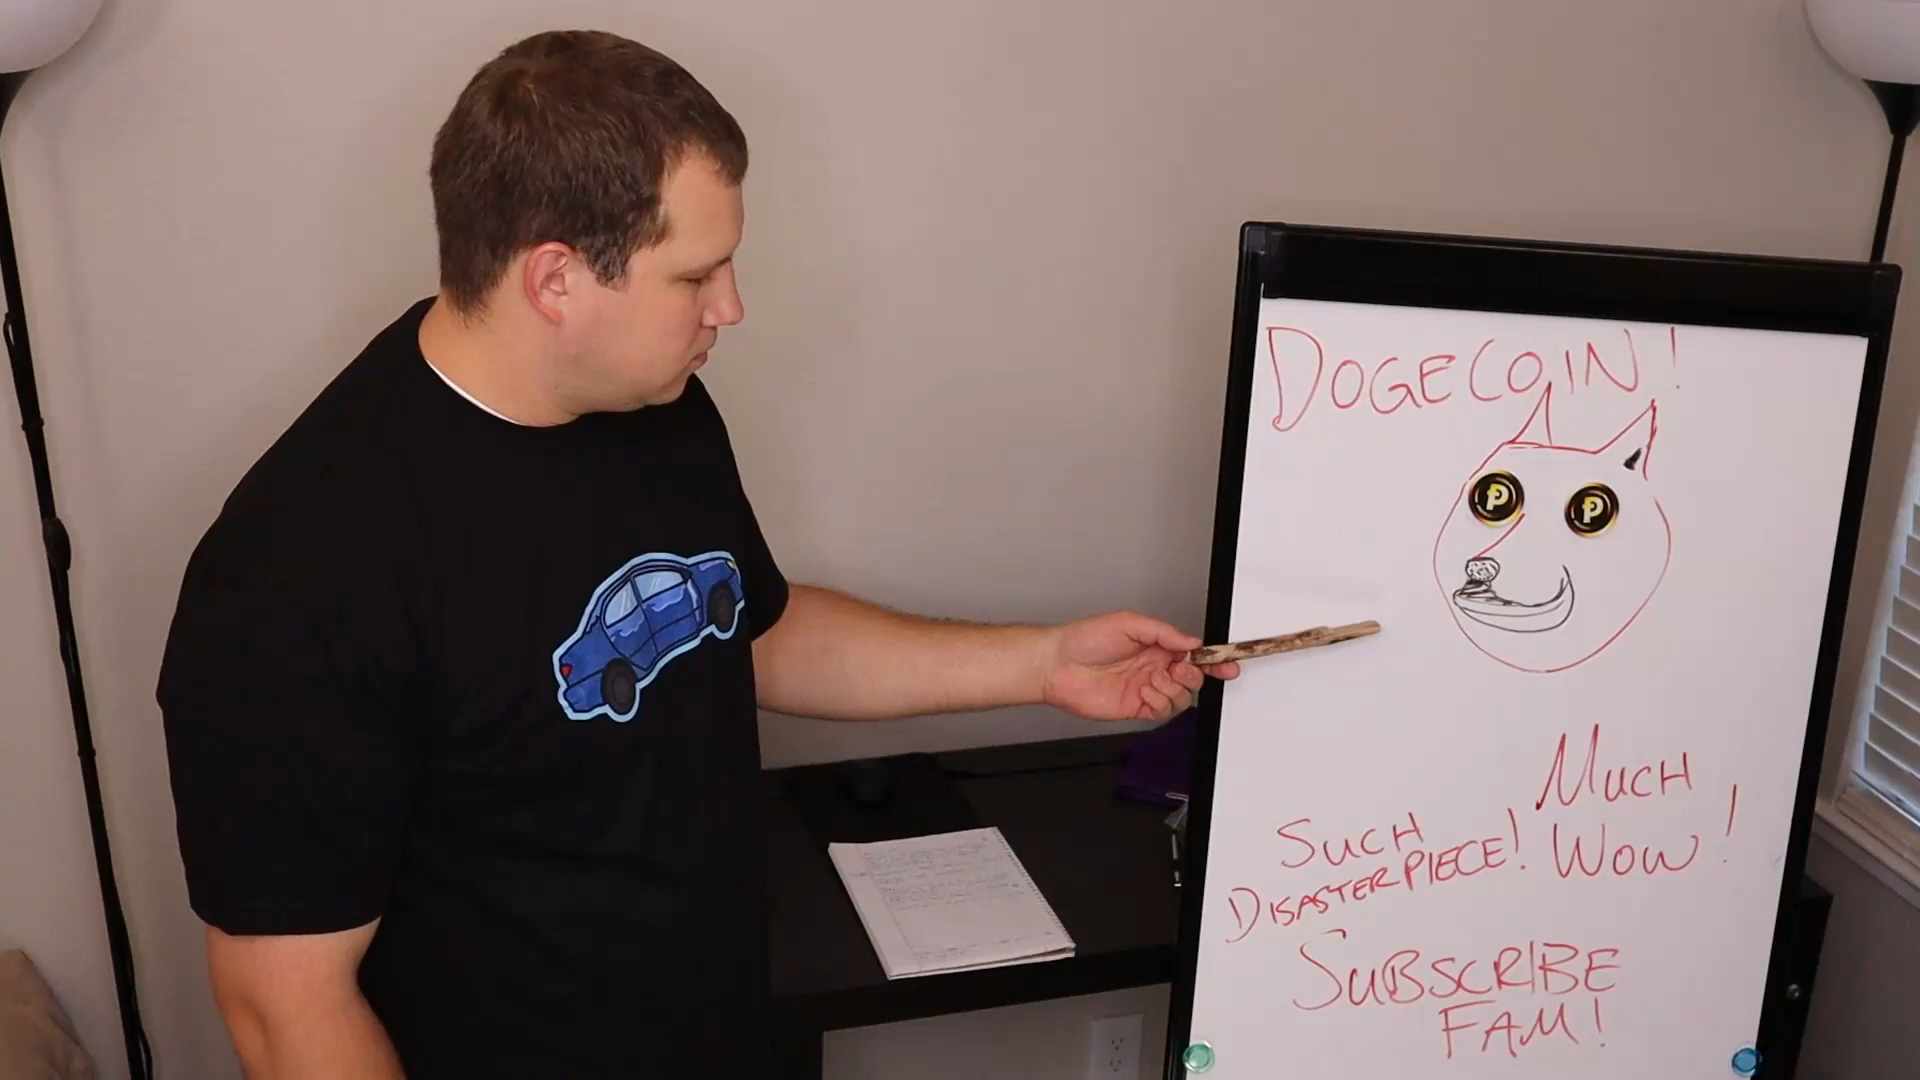 DOGECOIN!
P P
MUCH
WOW!
SUCH
DISASTERPIECE!
SUBSCRIBE
FAM!